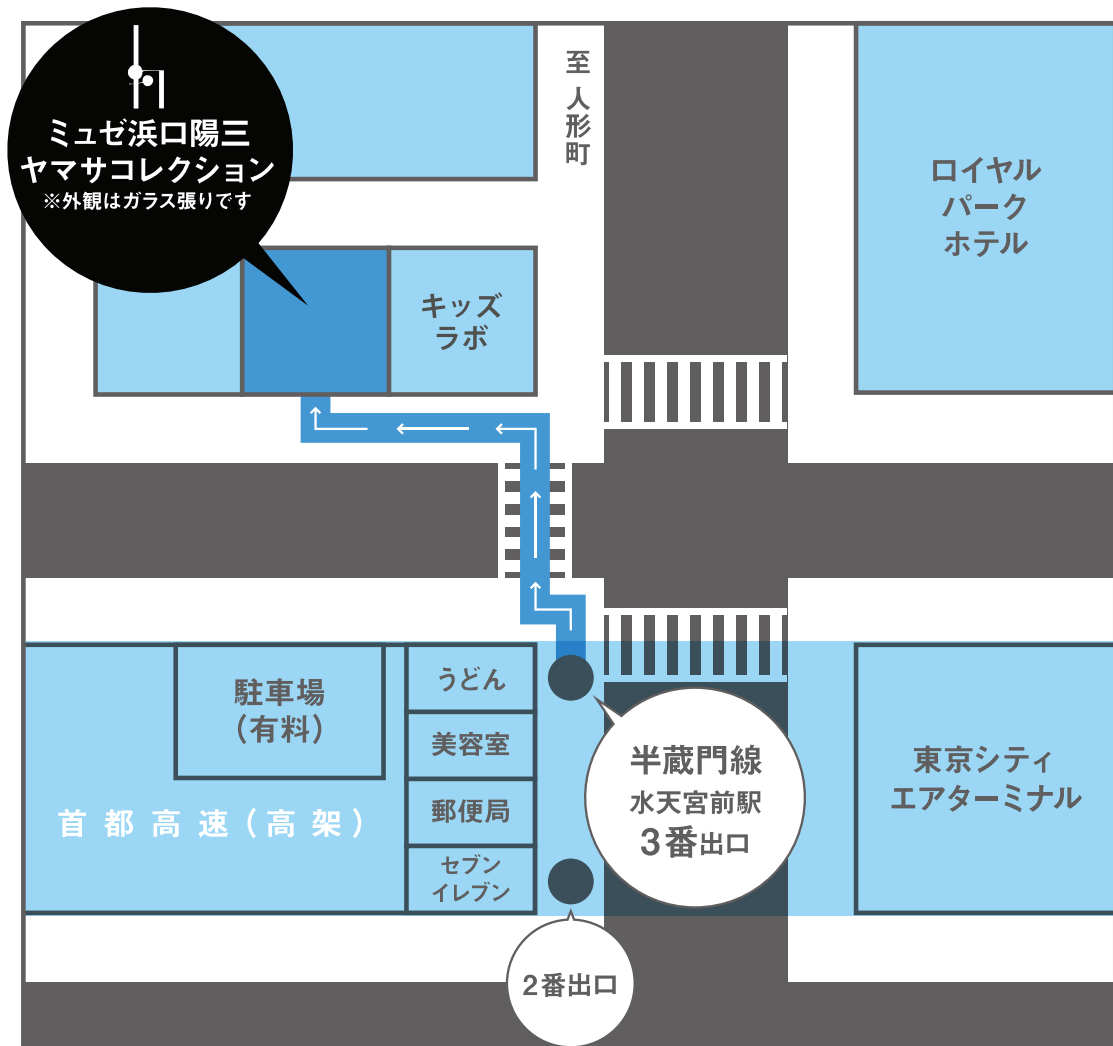 ミュゼ浜口陽三
ヤマサコレクション
※外観はガラス張りです
至 人形町
ロイヤル
パーク
ホテル
キッズ
ラボ
駐車場
(有料)
うどん
美容室
郵便局
セブン
イレブン
首都高速(高架)
半蔵門線
水天宮前駅
3番出口
2番出口
東京シティ
エアターミナル